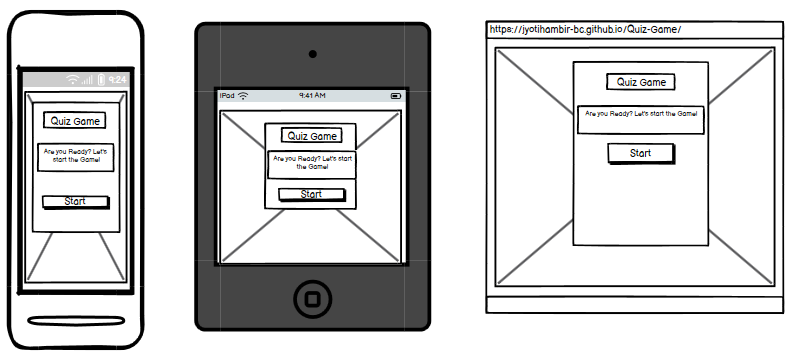 9:24
Quiz Game
Are you Ready? Let's
start the Game!
Start
iPad
9:41 AM
Quiz Game
Are you Ready? Let's start
the Game!
Start
https://jyotihambir-bc.github.io/Quiz-Game/
Quiz Game
Are you Ready? Let's start the Game!
Start